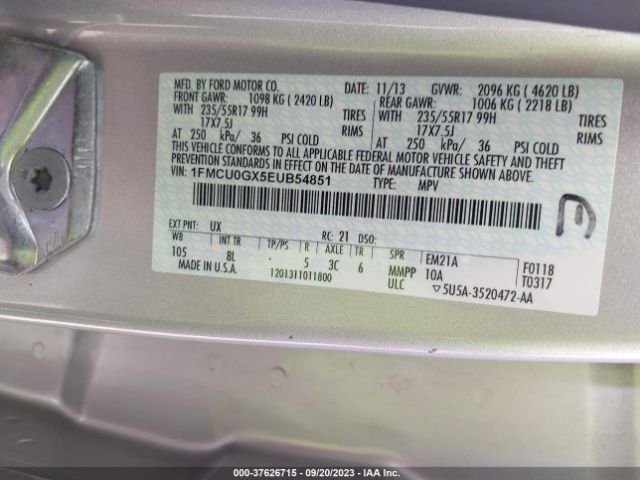 MFD. BY FORD MOTOR CO.
DATE: 11/13 GVWR: 2096 KG ( 4620 LB)
FRONT GAWR: 1098 KG ( 2420 LB)
REAR GAWR: 1006 KG ( 2218 LB)
WITH 235/55R17 99H TIRES
WITH 235/55R17 99H TIRES
17X7.5J RIMS
17X7.5J RIMS
AT 250 kPa/ 36 PSI COLD
AT 250 kPa/ 36 PSI COLD
THIS VEHICLE CONFORMS TO ALL APPLICABLE FEDERAL MOTOR VEHICLE SAFETY AND THEFT
PREVENTION STANDARDS IN EFFECT ON THE DATE OF MANUFACTURE SHOWN ABOVE.
VIN: 1FMCU0GX5EUB54851
TYPE: MPV
E
EXT PNT: UX RC: 21 DSO:
WB INT TR TP/PS R AXLE TR SPR EM21A F0118
105 8L . 5 3C 6 MMPP 10A T0317
MADE IN U.S.A. 1201311011800 ULC ▽5U5A-3520472-AA
000-37626715 - 09/20/2023 - IAA Inc.